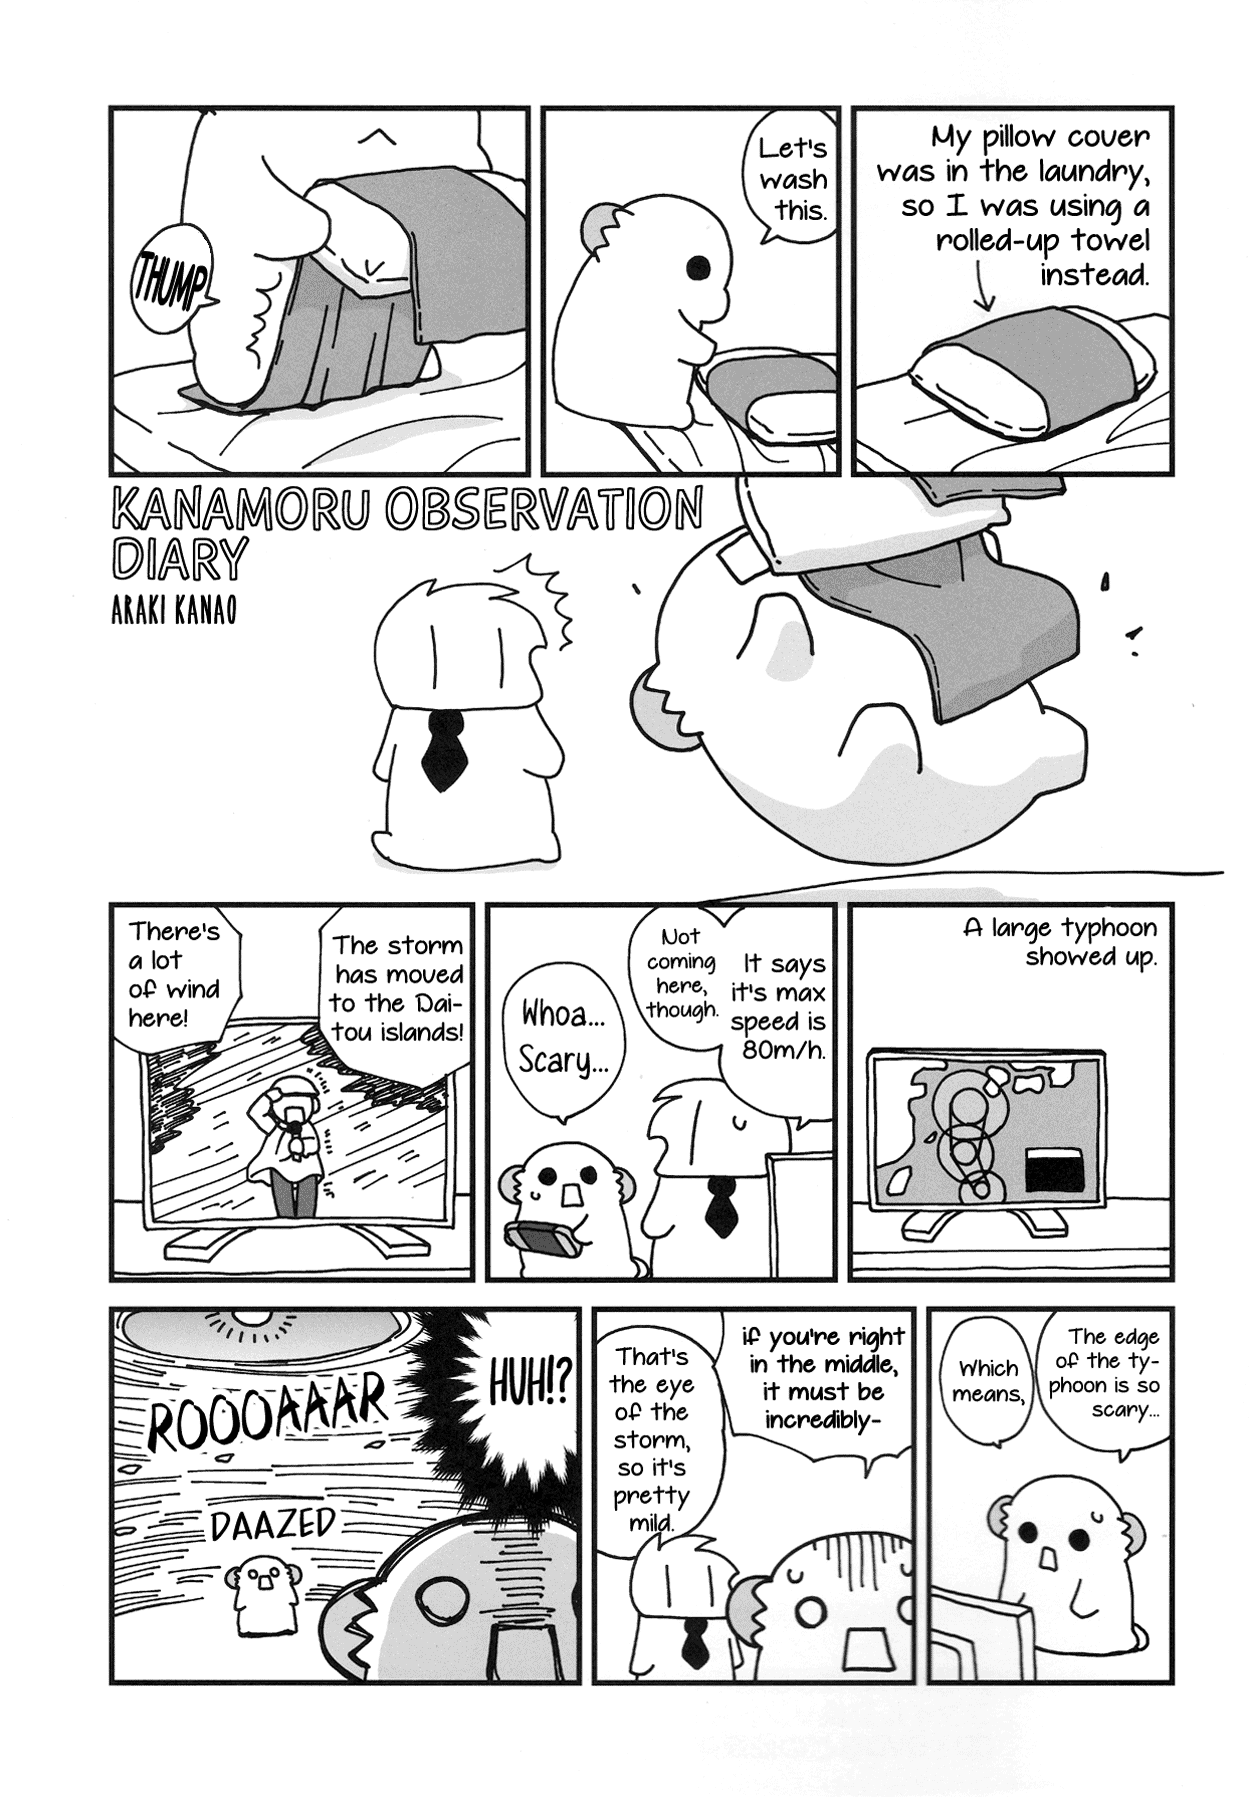 My pillow cover
was in the laundry,
so I was using a
rolled-up towel
instead.
Let's
wash
this.
THUMP
KANAMORU OBSERVATION
DIARY
ARAKI KANAO
A large typhoon
showed up.
It says
it's max
speed is
80m/h.
Not
coming
here,
though.
Whoa...
Scary...
The storm
has moved
to the Dai-
tou islands!
There's
a lot
of wind
here!
The edge
of the ty-
phoon is so
scary...
Which
means,
if you're right
in the middle,
it must be
incredibly-
That's
the eye
of the
storm,
so it's
pretty
mild.
HUH!?
ROOOAAAR
DAAZED